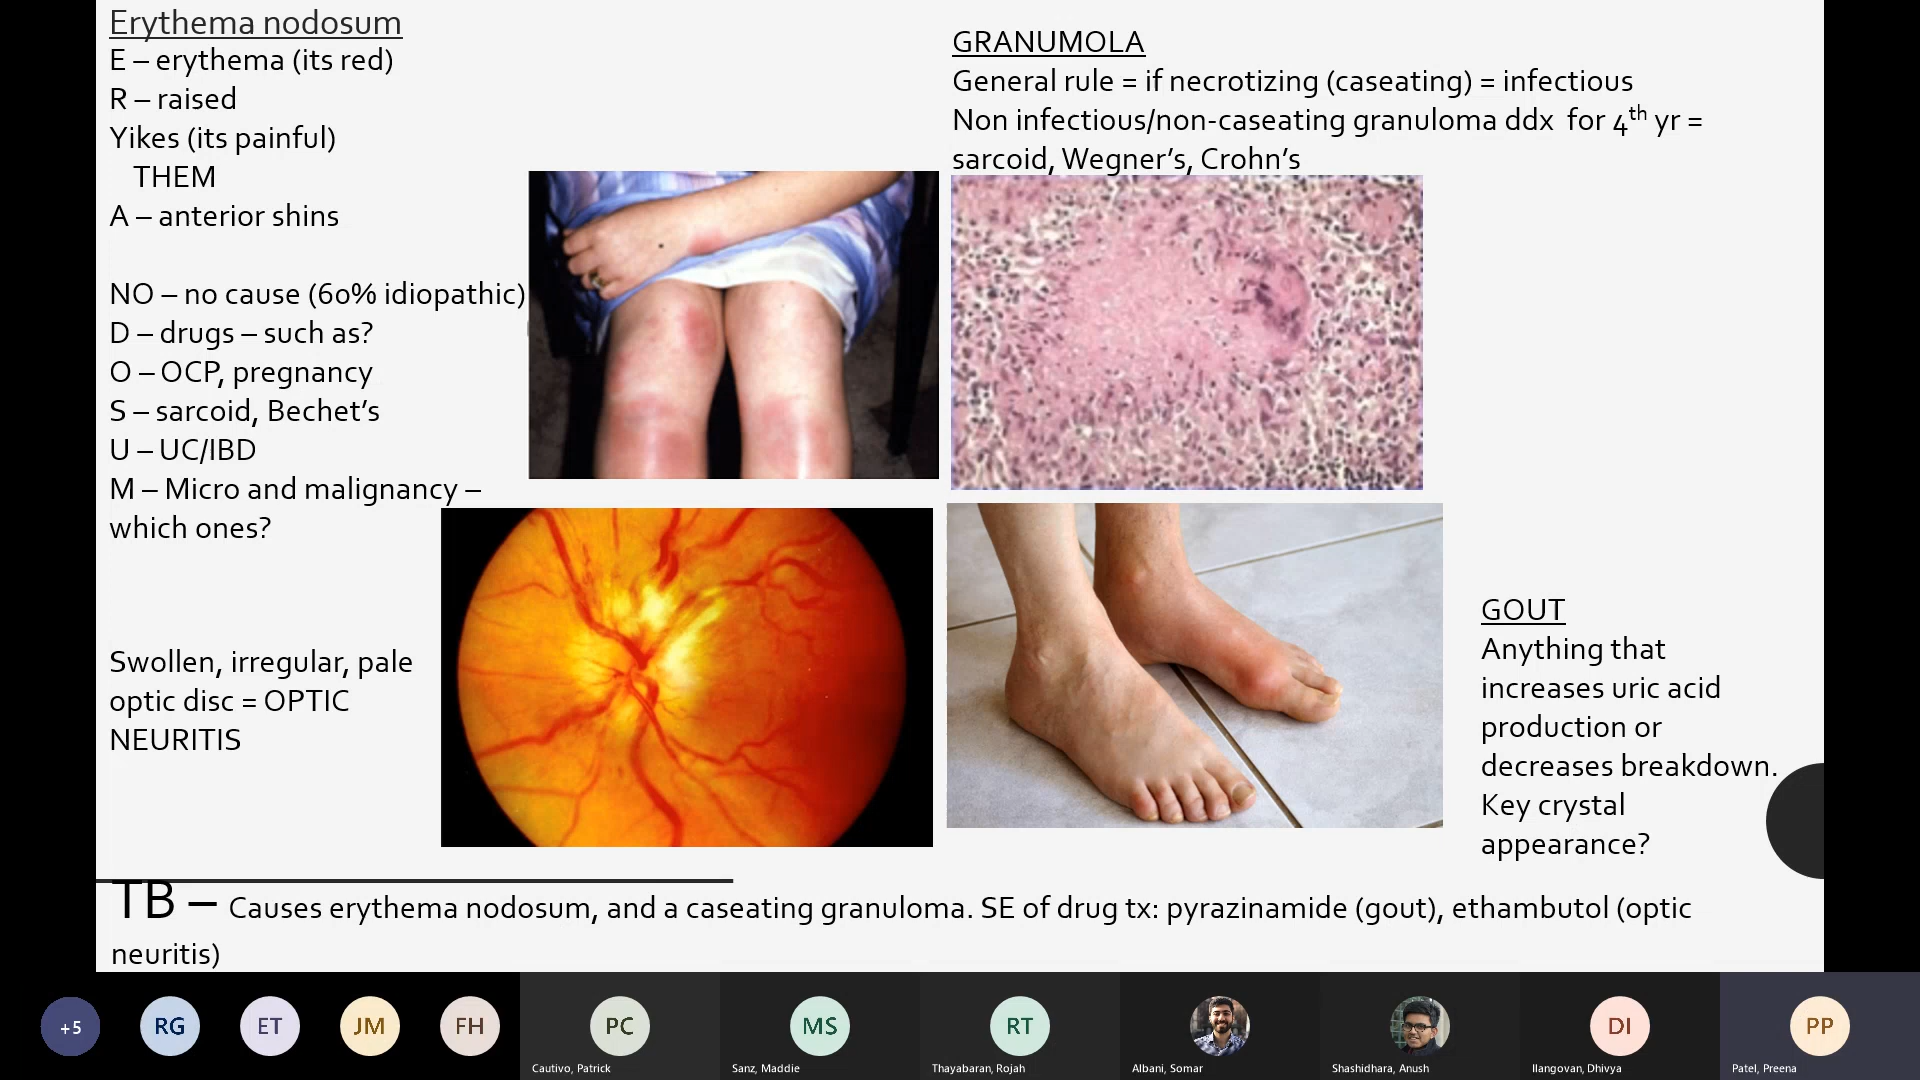 Erythema nodosum
E – erythema (its red)
R – raised
Yikes (its painful)
THEM
A – anterior shins
NO – no cause (60% idiopathic)
D – drugs – such as?
O – OCP, pregnancy
S – sarcoid, Bechet’s
U – UC/IBD
M – Micro and malignancy –
which ones?
GRANUMOLA
General rule = if necrotizing (caseating) = infectious
Non infectious/non-caseating granuloma ddx for 4th yr =
sarcoid, Wegner’s, Crohn’s
Swollen, irregular, pale
optic disc = OPTIC
NEURITIS
GOUT
Anything that
increases uric acid
production or
decreases breakdown.
Key crystal
appearance?
TB – Causes erythema nodosum, and a caseating granuloma. SE of drug tx: pyrazinamide (gout), ethambutol (optic
neuritis)
+5
RG
ET
JM
FH
PC
MS
RT
DI
PP
Cautivo, Patrick
Sanz, Maddie
Thayabaran, Rojah
Albani, Somar
Shashidhara, Anush
Ilangovan, Dhivya
Patel, Preena